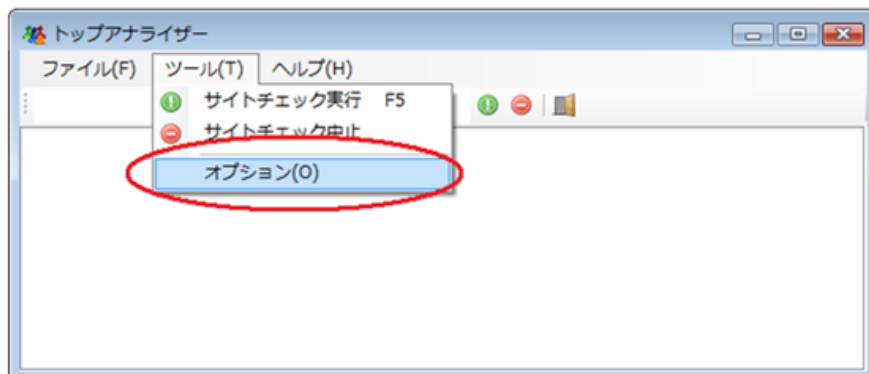 トップアナライザー
ファイル(F) ツール(T) ヘルプ(H)
サイトチェック実行 F5
サイトチェック中止
オプション(O)